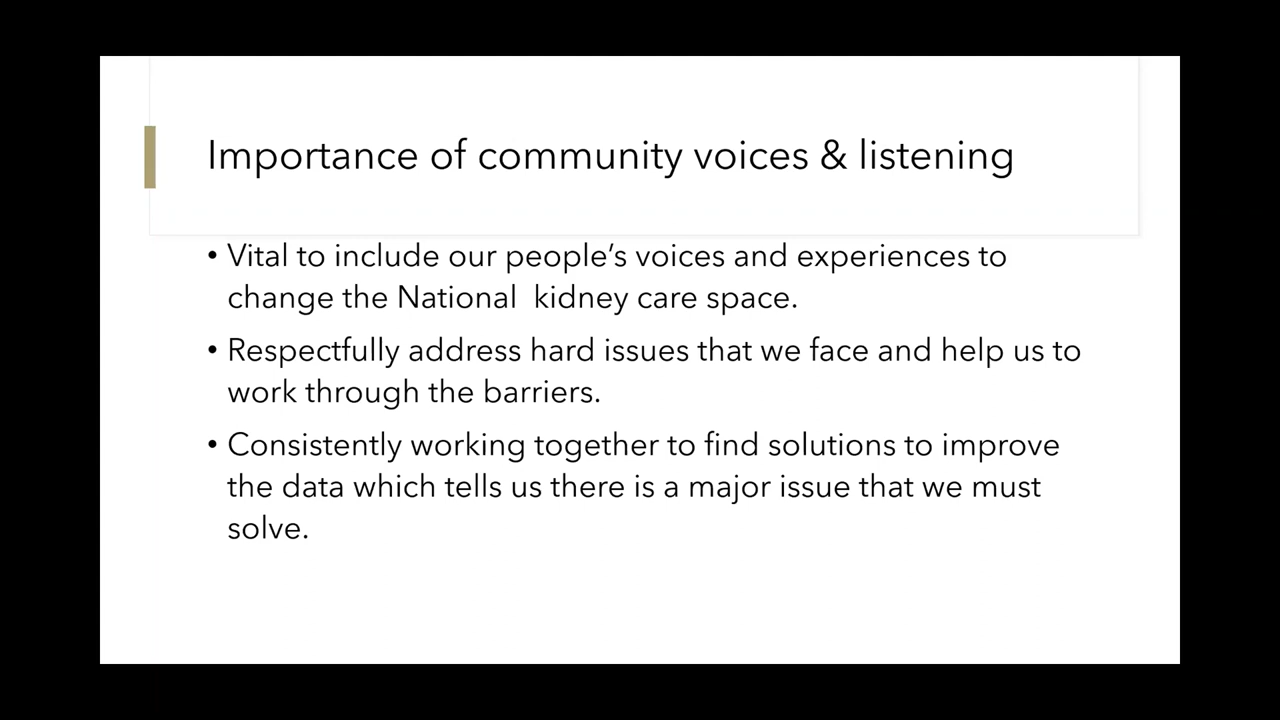 Importance of community voices & listening
• Vital to include our people’s voices and experiences to
change the National  kidney care space.
• Respectfully address hard issues that we face and help us to
work through the barriers.
• Consistently working together to find solutions to improve
the data which tells us there is a major issue that we must
solve.